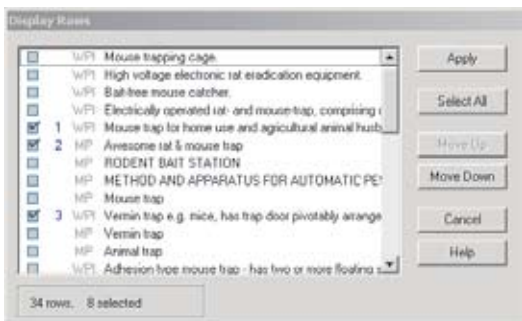 Display Rows
WPI Mouse trapping cage.
WPI High voltage electronic rat eradication equipment.
WPI Bait-free mouse catcher.
WPI Electrically operated rat- and mouse-trap, comprising
1 WPI Mouse trap for home use and agricultural animal husb
2 MP Awesome rat & mouse trap
MP RODENT BAIT STATION
MP METHOD AND APPARATUS FOR AUTOMATIC PE
MP Mouse trap
3 WPI Vermin trap e.g. mice, has trap door pivotably arrange
MP Vermin trap
MP Animal trap
WPI Adhesion type mouse trap - has two or more floating
34 rows. 8 selected
Apply
Select All
Move Up
Move Down
Cancel
Help